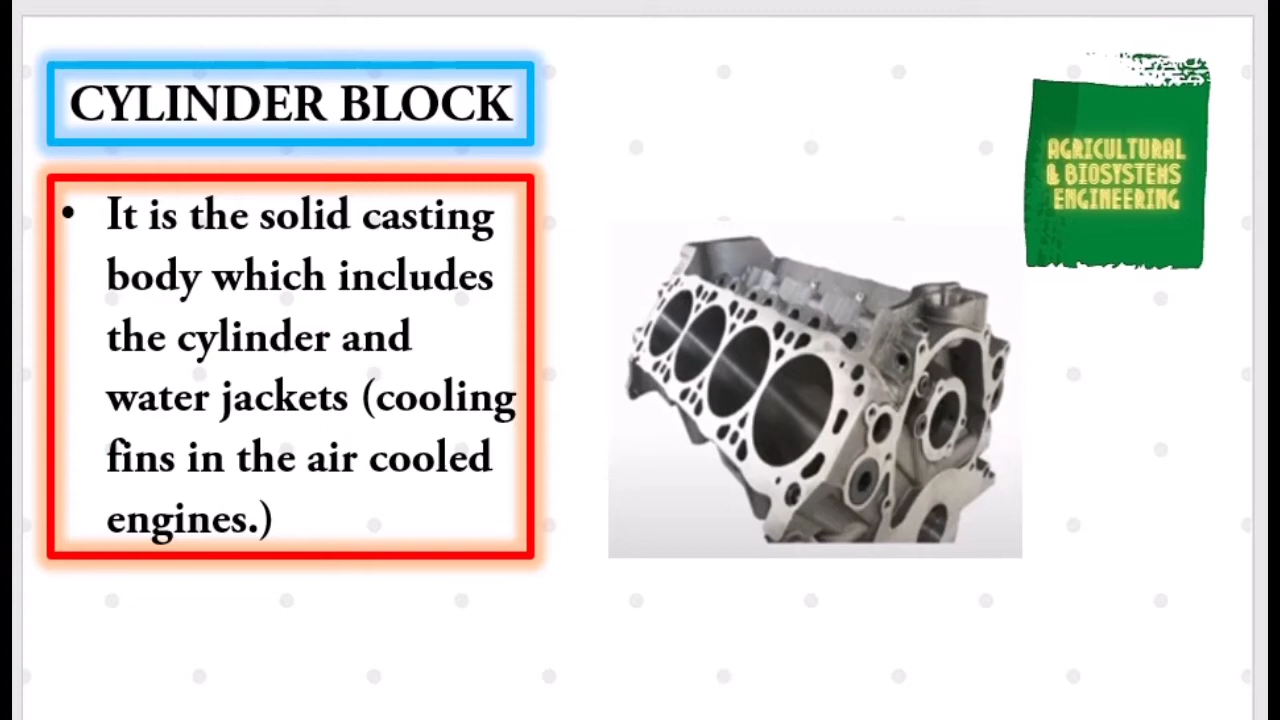 CYLINDER BLOCK
• It is the solid casting
body which includes
the cylinder and
water jackets (cooling
fins in the air cooled
engines.)
AGRICULTURAL
& BIOSYSTEMS
ENGINEERING